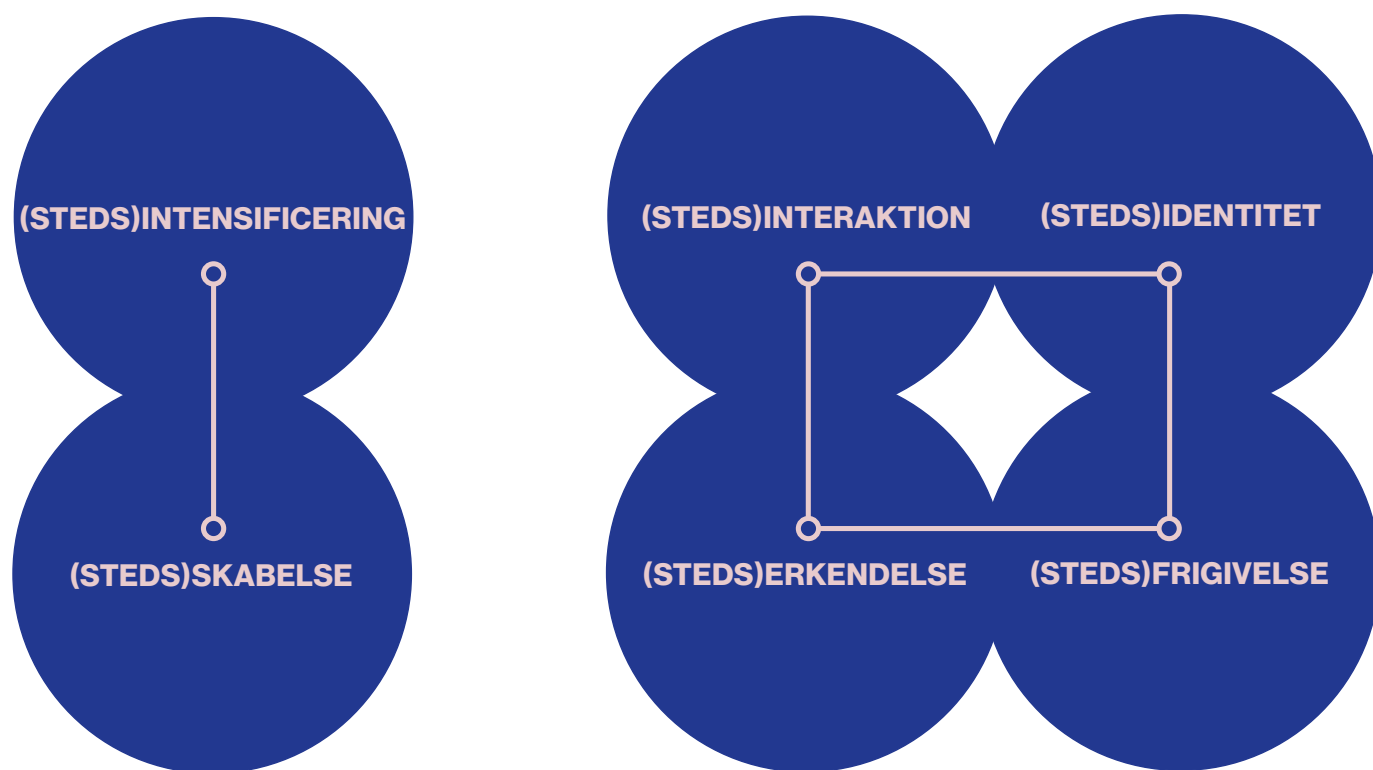 (STEDS)INTENSIFICERING
(STEDS)INTERAKTION
(STEDS)IDENTITET
(STEDS)SKABELSE
(STEDS)ERKENDELSE
(STEDS)FRIGIVELSE